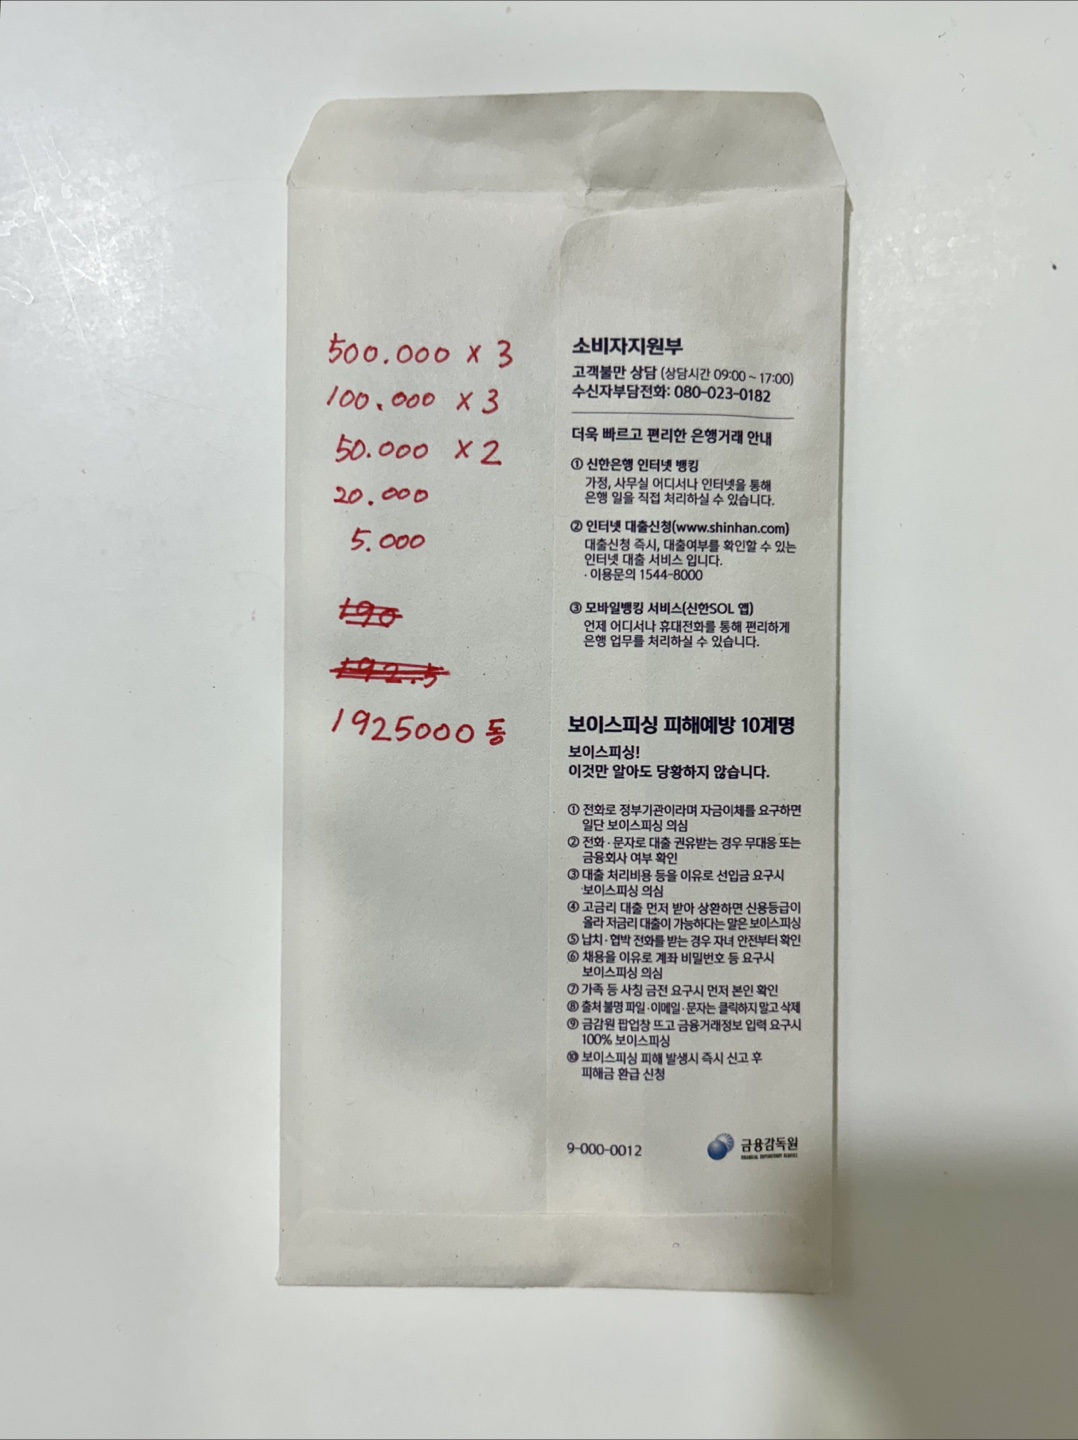 500.000 x 3
100.000 x 3
50.000 x 2
20.000
5.000
190
192.5
1925000 동
소비자지원부
고객불만 상담 (상담시간 09:00 ~ 17:00)
수신자부담전화: 080-023-0182
더욱 빠르고 편리한 은행거래 안내
① 신한은행 인터넷 뱅킹
가정, 사무실 어디서나 인터넷을 통해
은행 일을 직접 처리하실 수 있습니다.
② 인터넷 대출신청(www.shinhan.com)
대출신청 즉시, 대출여부를 확인할 수 있는
인터넷 대출 서비스 입니다.
· 이용문의 1544-8000
③ 모바일뱅킹 서비스(신한SOL 앱)
언제 어디서나 휴대전화를 통해 편리하게
은행 업무를 처리하실 수 있습니다.
보이스피싱 피해예방 10계명
보이스피싱!
이것만 알아도 당황하지 않습니다.
① 전화로 정부기관이라며 자금이체를 요구하면
일단 보이스피싱 의심
② 전화·문자로 대출 권유받는 경우 무대응 또는
금융회사 여부 확인
③ 대출 처리비용 등을 이유로 선입금 요구시
보이스피싱 의심
④ 고금리 대출 먼저 받아 상환하면 신용등급이
올라 저금리 대출이 가능하다는 말은 보이스피싱
⑤ 납치·협박 전화를 받는 경우 자녀 안전부터 확인
⑥ 채용을 이유로 계좌 비밀번호 등 요구시
보이스피싱 의심
⑦ 가족 등 사칭 금전 요구시 먼저 본인 확인
⑧ 출처 불명 파일·이메일·문자는 클릭하지 말고 삭제
⑨ 금감원 팝업창 뜨고 금융거래정보 입력 요구시
100% 보이스피싱
⑩ 보이스피싱 피해 발생시 즉시 신고 후
피해금 환급 신청
9-000-0012
금융감독원
FINANCIAL SUPERVISORY SERVICE